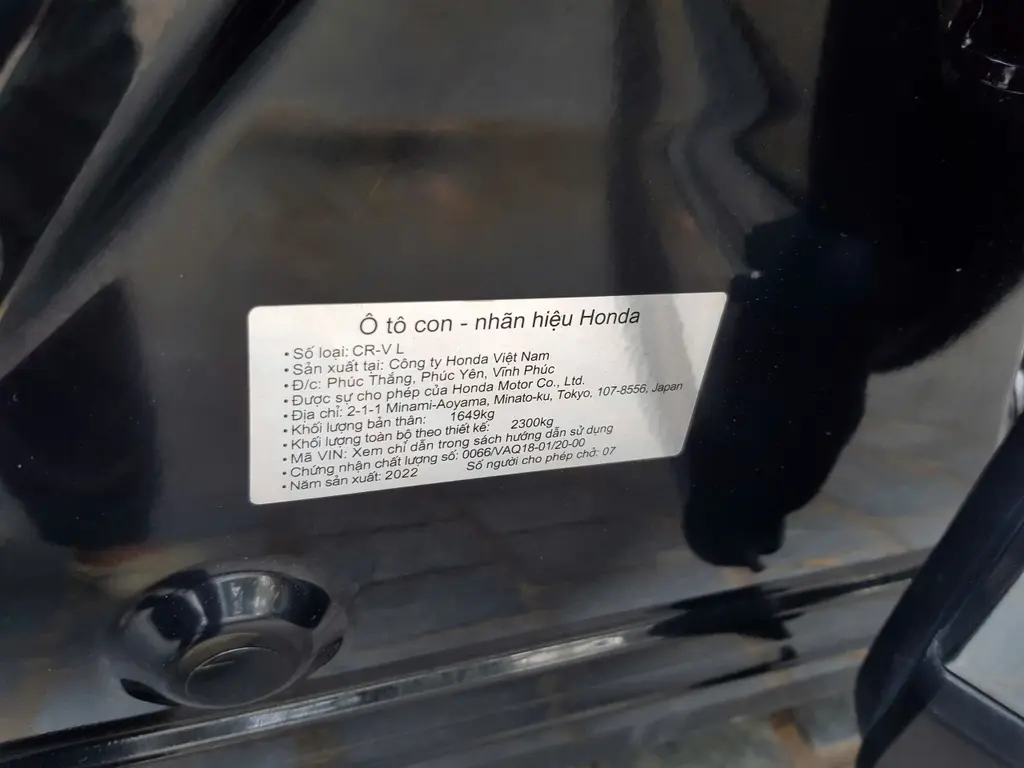 Ô tô con - nhãn hiệu Honda
• Số loại: CR-V L
• Sản xuất tại: Công ty Honda Việt Nam
• Đ/c: Phúc Thắng, Phúc Yên, Vĩnh Phúc
• Được sự cho phép của Honda Motor Co., Ltd.
• Địa chỉ: 2-1-1 Minami-Aoyama, Minato-ku, Tokyo, 107-8556, Japan
• Khối lượng bản thân: 1649kg
• Khối lượng toàn bộ theo thiết kế: 2300kg
• Mã VIN: Xem chỉ dẫn trong sách hướng dẫn sử dụng
• Chứng nhận chất lượng số: 0066/VAQ18-01/20-00
• Năm sản xuất: 2022 Số người cho phép chở: 07